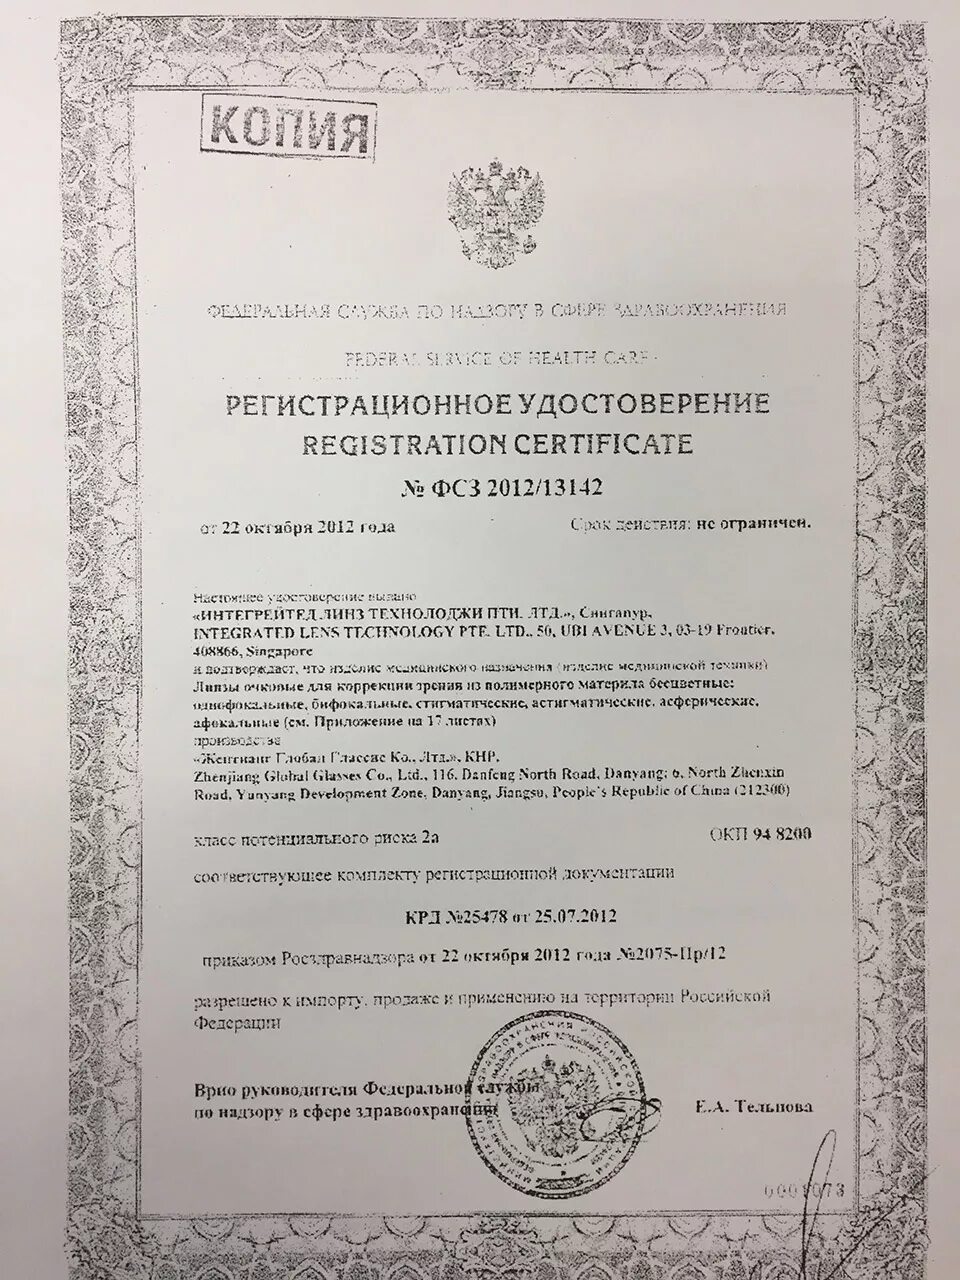 КОПИЯ
ФЕДЕРАЛЬНАЯ СЛУЖБА ПО НАДЗОРУ В СФЕРЕ ЗДРАВООХРАНЕНИЯ
FEDERAL SERVICE OF HEALTH CARE
РЕГИСТРАЦИОННОЕ УДОСТОВЕРЕНИЕ
REGISTRATION CERTIFICATE
№ ФСЗ 2012/13142
от 22 октября 2012 года Срок действия: не ограничен.
Настоящее удостоверение выдано
«ИНТЕГРЕЙТЕД ЛИНЗ ТЕХНОЛОДЖИ ПТИ. ЛТД.», Сингапур,
INTEGRATED LENS TECHNOLOGY PTE. LTD., 50, UBI AVENUE 3, 03-19 Frontier,
408866, Singapore
и подтверждает, что изделие медицинского назначения (изделие медицинской техники)
Линзы очковые для коррекции зрения из полимерного материла бесцветные:
однофокальные, бифокальные, стигматические, астигматические, асферические,
афокальные (см. Приложение на 17 листах)
производства
«Женгианг Глобал Глассис Ко., Лтд.», КНР,
Zhenjiang Global Glasses Co., Ltd., 116, Danfeng North Road, Danyang; 6, North Zhenxin
Road, Yunyang Development Zone, Danyang, Jiangsu, People's Republic of China (212300)
класс потенциального риска 2а ОКП 94 8200
соответствующее комплекту регистрационной документации
КРД №25478 от 25.07.2012
приказом Росздравнадзора от 22 октября 2012 года №2075-Пр/12
разрешено к импорту, продаже и применению на территории Российской
Федерации
Врио руководителя Федеральной службы
по надзору в сфере здравоохранения Е.А. Тельнова